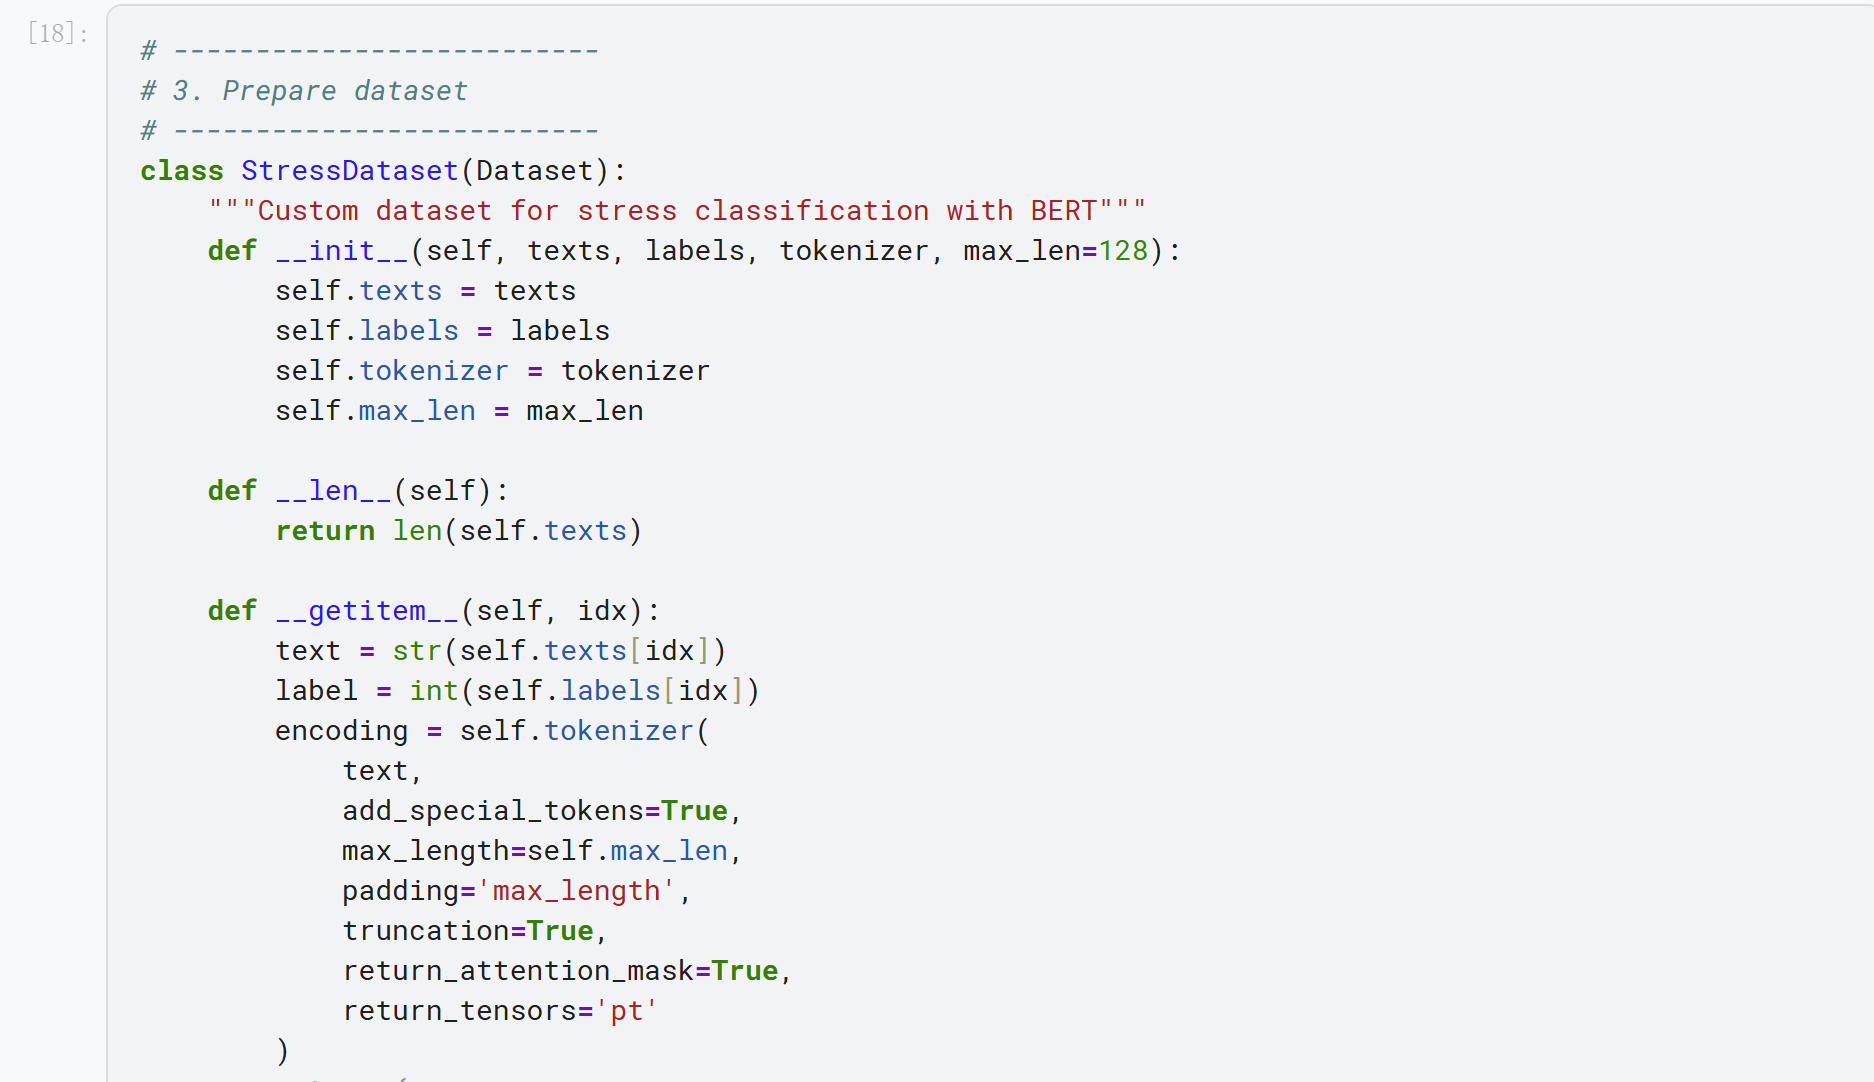 [18]:
# --------------------------
# 3. Prepare dataset
# --------------------------
class StressDataset(Dataset):
    """Custom dataset for stress classification with BERT"""
    def __init__(self, texts, labels, tokenizer, max_len=128):
        self.texts = texts
        self.labels = labels
        self.tokenizer = tokenizer
        self.max_len = max_len

    def __len__(self):
        return len(self.texts)

    def __getitem__(self, idx):
        text = str(self.texts[idx])
        label = int(self.labels[idx])
        encoding = self.tokenizer(
            text,
            add_special_tokens=True,
            max_length=self.max_len,
            padding='max_length',
            truncation=True,
            return_attention_mask=True,
            return_tensors='pt'
        )